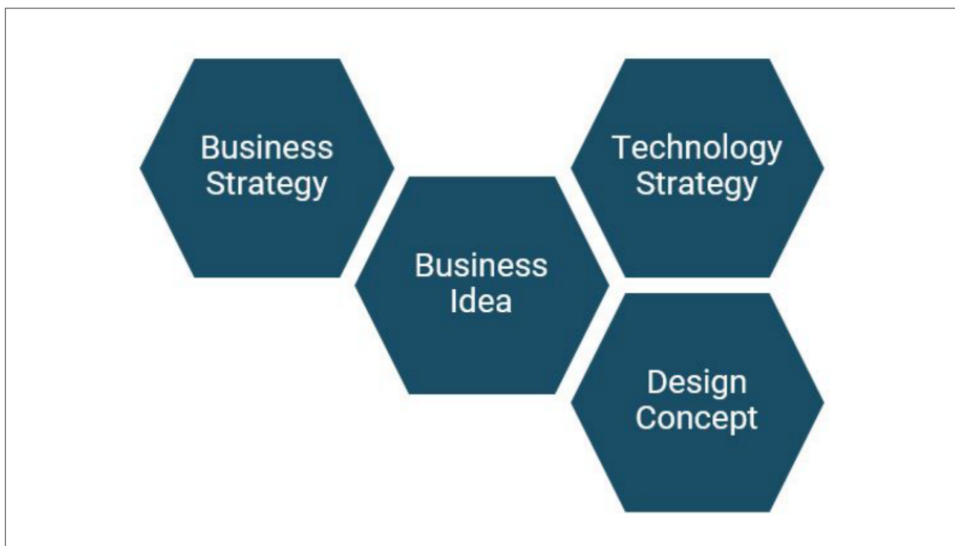 Business
Strategy
Technology
Strategy
Business
Idea
Design
Concept